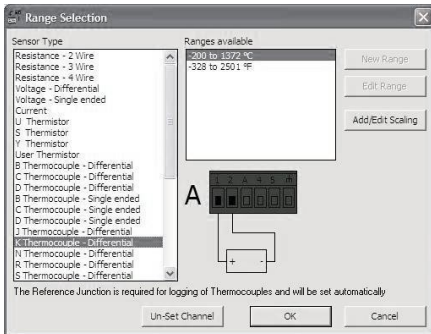 Range Selection
Sensor Type
Resistance - 2 Wire
Resistance - 3 Wire
Resistance - 4 Wire
Voltage - Differential
Voltage - Single ended
Current
U Thermistor
S Thermistor
Y Thermistor
User Thermistor
B Thermocouple - Differential
C Thermocouple - Differential
D Thermocouple - Differential
B Thermocouple - Single ended
C Thermocouple - Single ended
D Thermocouple - Single ended
J Thermocouple - Differential
K Thermocouple - Differential
N Thermocouple - Differential
R Thermocouple - Differential
S Thermocouple - Differential
Ranges available
-200 to 1372 ºC
-328 to 2501 ºF
New Range
Edit Range
Add/Edit Scaling
A
1 2 A 4 5
+ -
The Reference Junction is required for logging of Thermocouples and will be set automatically
Un-Set Channel
OK
Cancel